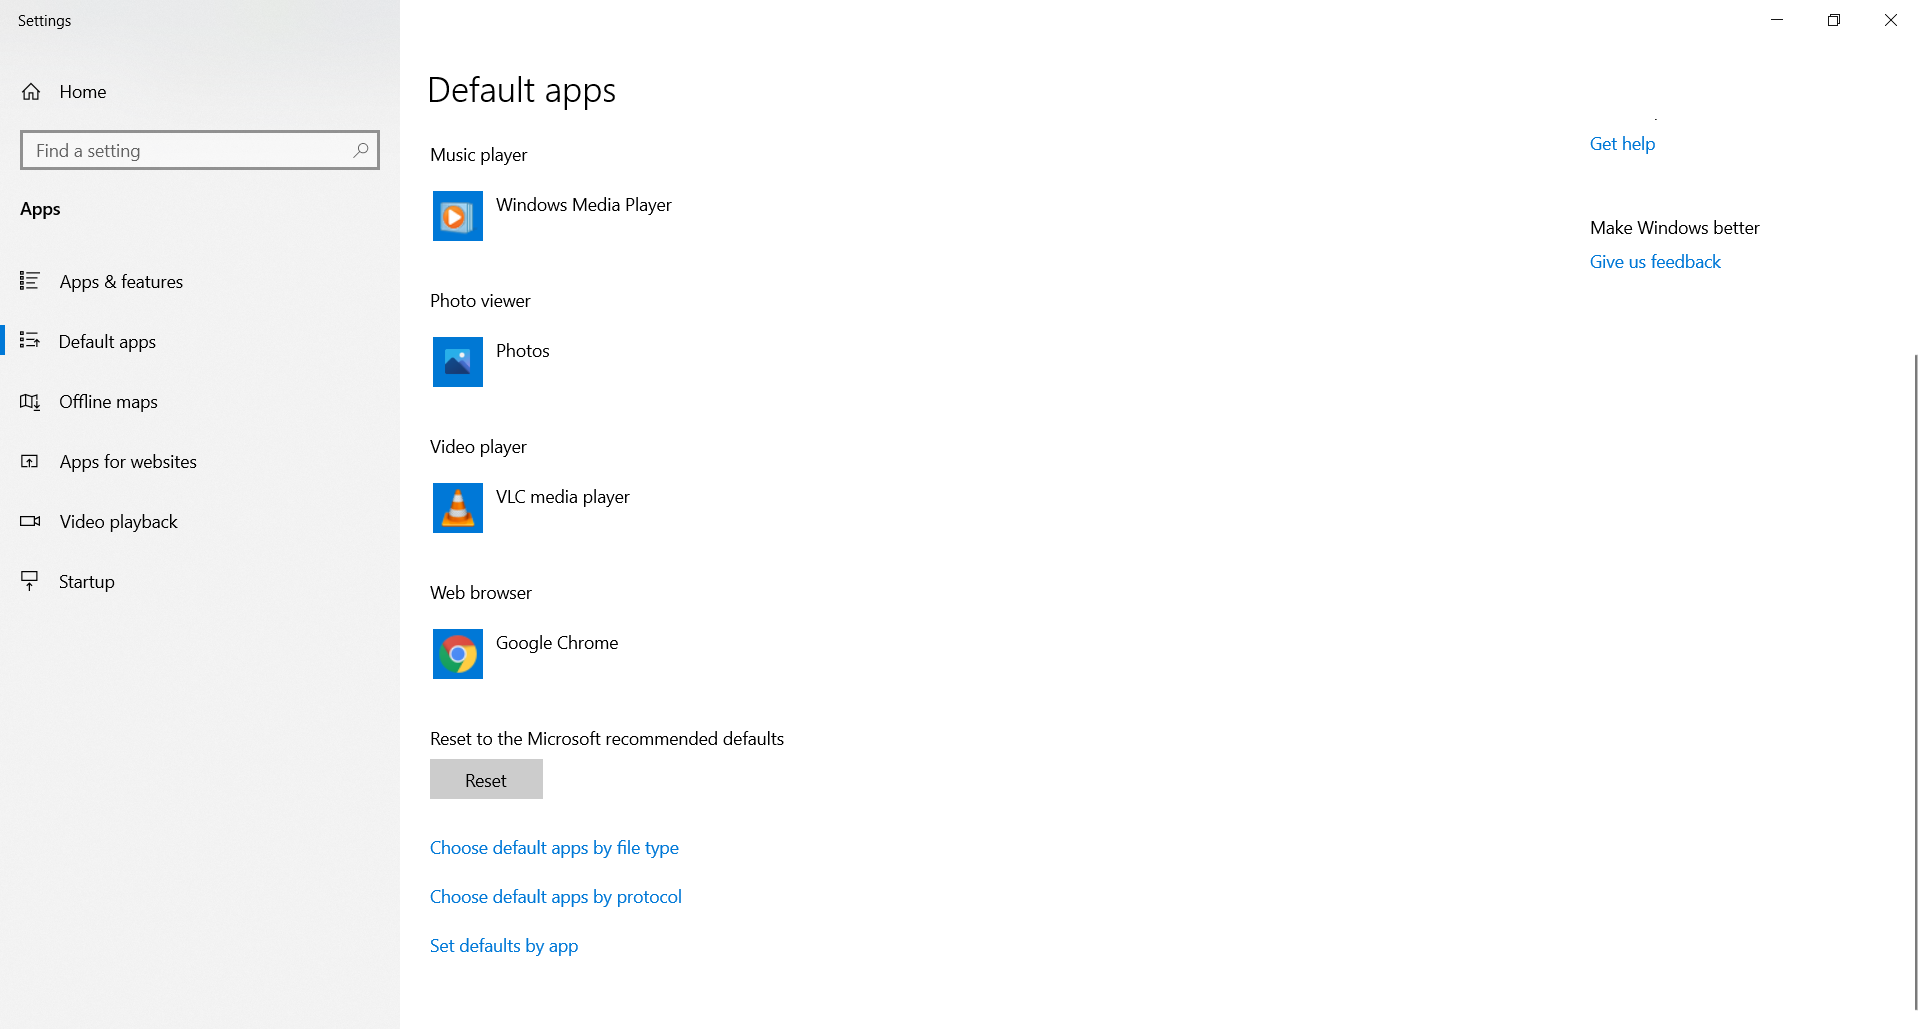 Settings
Home
Find a setting
Apps
Apps & features
Default apps
Offline maps
Apps for websites
Video playback
Startup
Default apps
Music player
Windows Media Player
Photo viewer
Photos
Video player
VLC media player
Web browser
Google Chrome
Reset to the Microsoft recommended defaults
Reset
Choose default apps by file type
Choose default apps by protocol
Set defaults by app
Get help
Make Windows better
Give us feedback